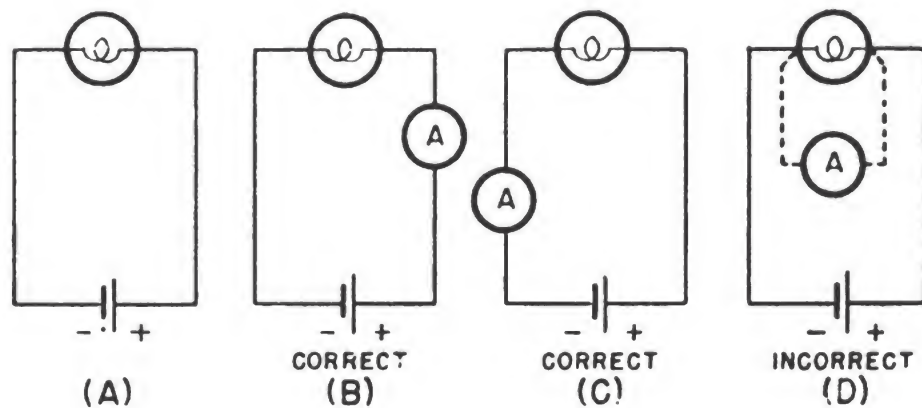 A
A
A
- +
- +
- +
- +
CORRECT
CORRECT
INCORRECT
(A)
(B)
(C)
(D)